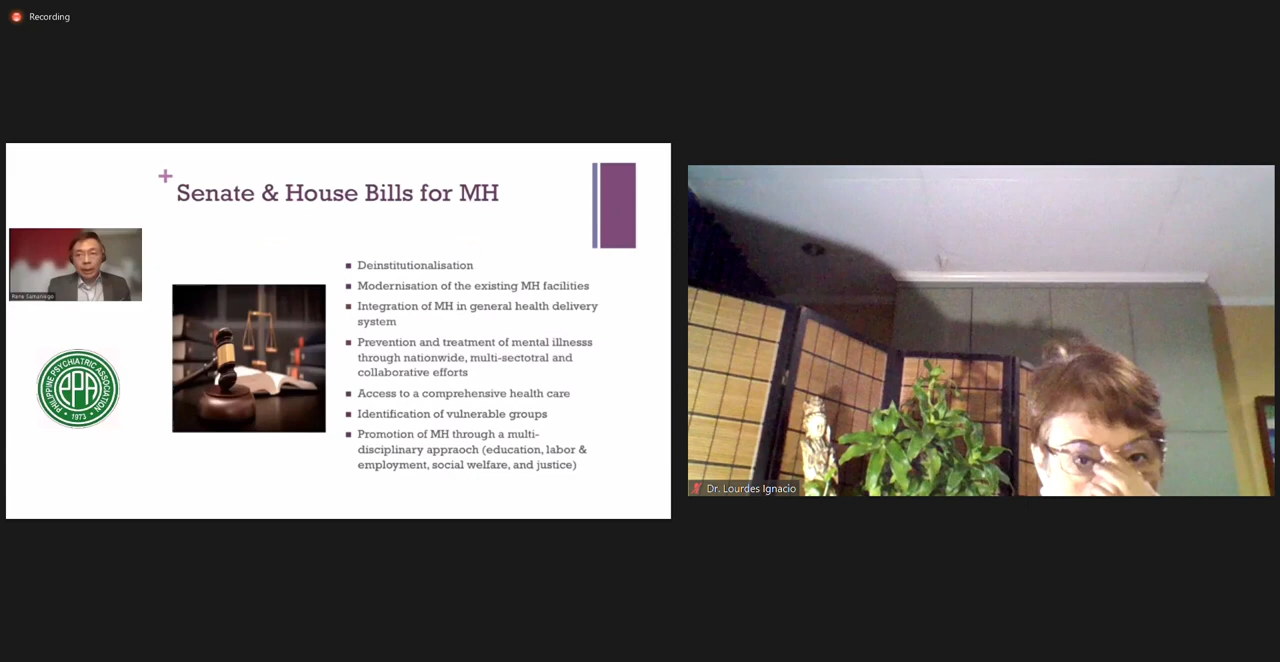 Recording
+
Senate & House Bills for MH
Rene Samaniego
PHILIPPINE PSYCHIATRIC ASSOCIATION
PPA
• 1973 •
■ Deinstitutionalisation
■ Modernisation of the existing MH facilities
■ Integration of MH in general health delivery
system
■ Prevention and treatment of mental illnesss
through nationwide, multi-sectotral and
collaborative efforts
■ Access to a comprehensive health care
■ Identification of vulnerable groups
■ Promotion of MH through a multi-
disciplinary appraoch (education, labor &
employment, social welfare, and justice)
Dr. Lourdes Ignacio